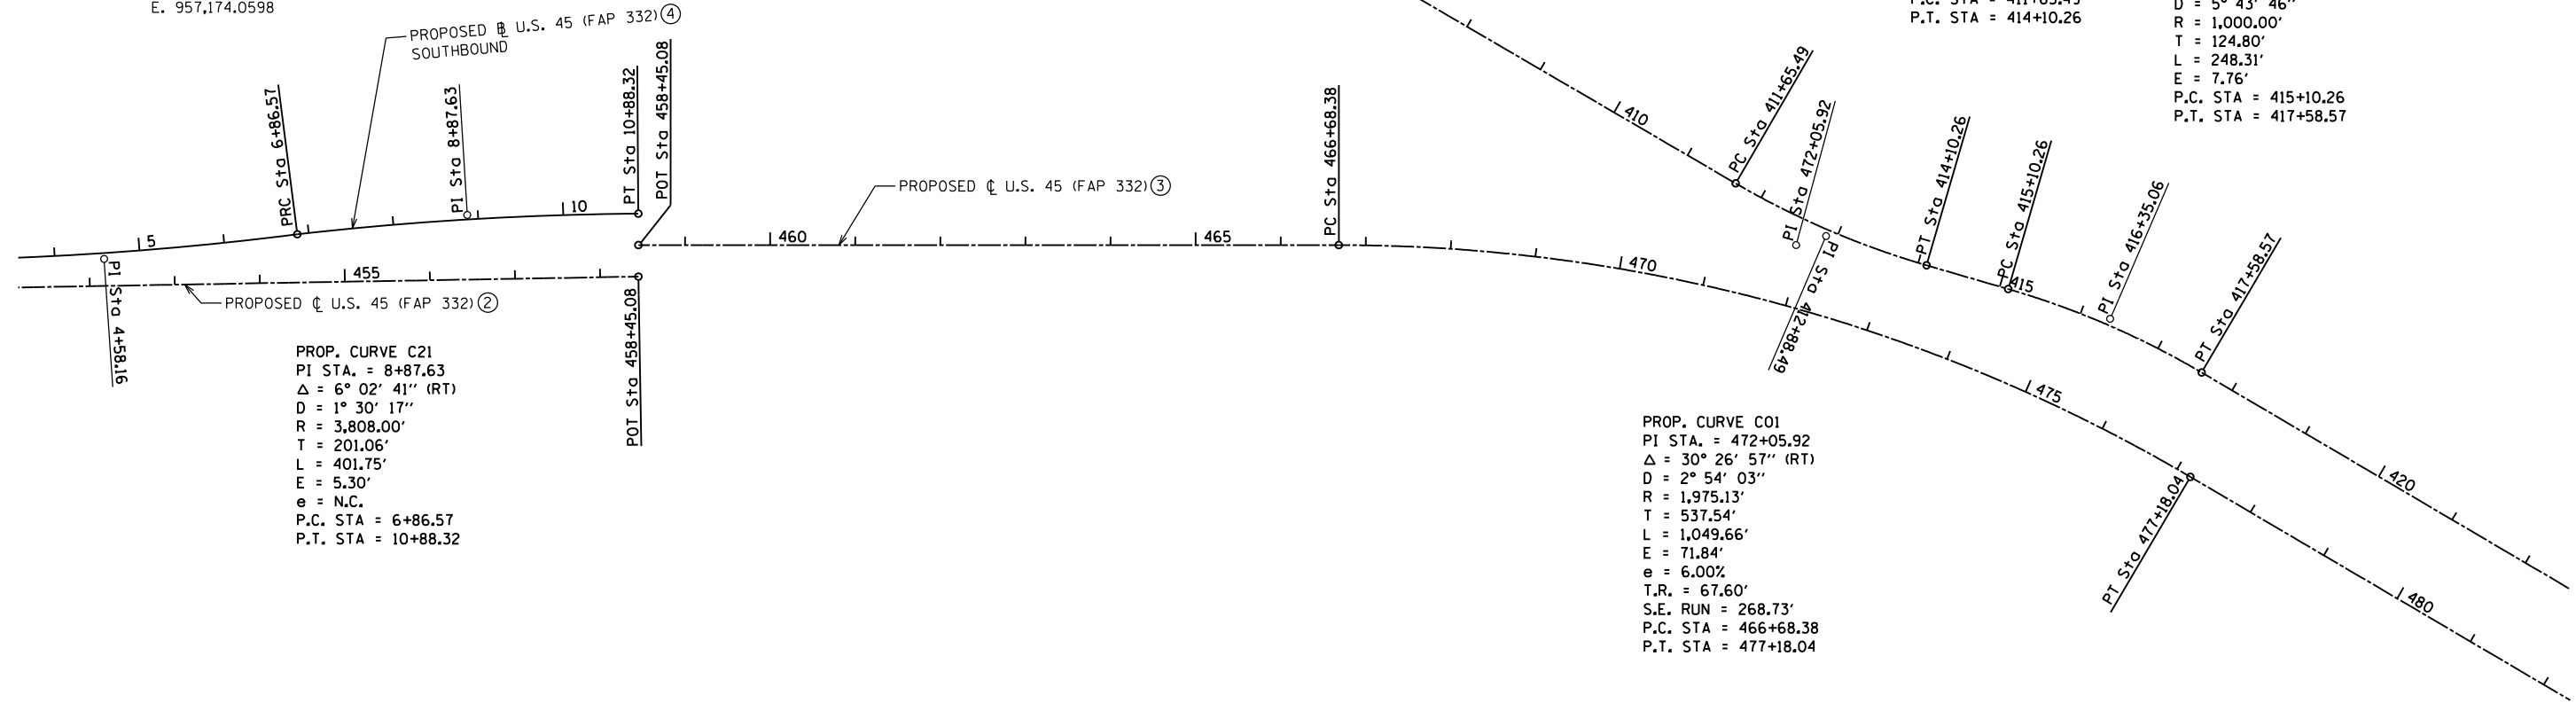 E. 957,174.0598
PROPOSED ⅊ U.S. 45 (FAP 332) ④
SOUTHBOUND
P.T. STA = 414+10.26
D = 5° 43' 46''
R = 1,000.00'
T = 124.80'
L = 248.31'
E = 7.76'
P.C. STA = 415+10.26
P.T. STA = 417+58.57
PRC Sta 6+86.57
PI Sta 8+87.63
PT Sta 10+88.32
POT Sta 458+45.08
PROPOSED ℄ U.S. 45 (FAP 332) ③
PC Sta 466+68.38
410
PC Sta 411+65.49
PI Sta 472+05.92
PT Sta 414+10.26
PC Sta 415+10.26
PI Sta 416+35.06
PT Sta 417+58.57
5
10
460
465
470
415
455
PROPOSED ℄ U.S. 45 (FAP 332) ②
PI Sta 4+58.16
POT Sta 458+45.08
PI Sta 412+88.49
475
420
480
PT Sta 477+18.04
PROP. CURVE C21
PI STA. = 8+87.63
Δ = 6° 02' 41'' (RT)
D = 1° 30' 17''
R = 3,808.00'
T = 201.06'
L = 401.75'
E = 5.30'
e = N.C.
P.C. STA = 6+86.57
P.T. STA = 10+88.32
PROP. CURVE C01
PI STA. = 472+05.92
Δ = 30° 26' 57'' (RT)
D = 2° 54' 03''
R = 1,975.13'
T = 537.54'
L = 1,049.66'
E = 71.84'
e = 6.00%
T.R. = 67.60'
S.E. RUN = 268.73'
P.C. STA = 466+68.38
P.T. STA = 477+18.04